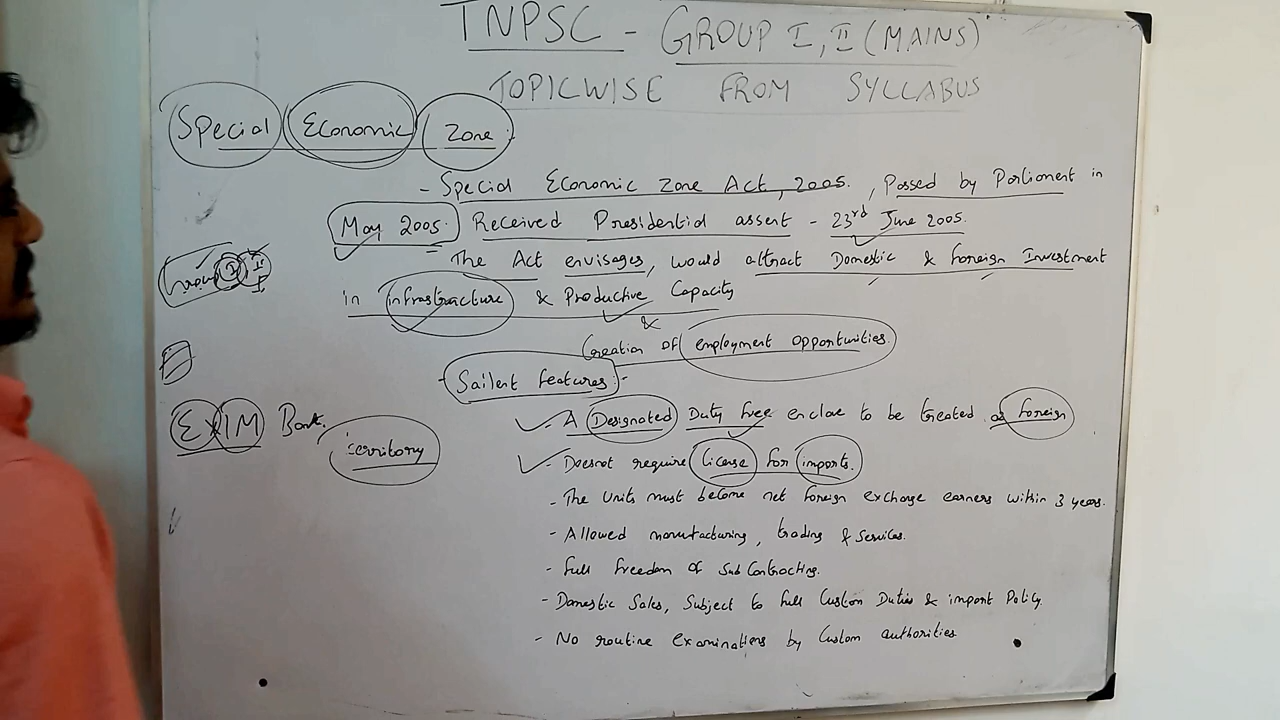 TNPSC - GROUP I, II (MAINS)
TOPICWISE FROM SYLLABUS
Special Economic Zone:
- Special Economic Zone Act, 2005. , Passed by Parliament in
May 2005. Received Presidential assent - 23rd June 2005.
- The Act envisages, would attract Domestic & foreign Investment
in infrastructure & Productive Capacity
&
Creation of employment opportunities.
Group I II
I
- Sailent features:-
- A Designated Duty free enclave to be treated as foreign
territory
EXIM Bank.
- Doesnot require license for imports.
- The Units must become net foreign exchange earners within 3 years.
- Allowed manufacturing, trading & services.
- Full freedom of Sub Contracting.
- Domestic Sales, Subject to full Custom Duties & import Policy.
- No routine examinations by Custom authorities